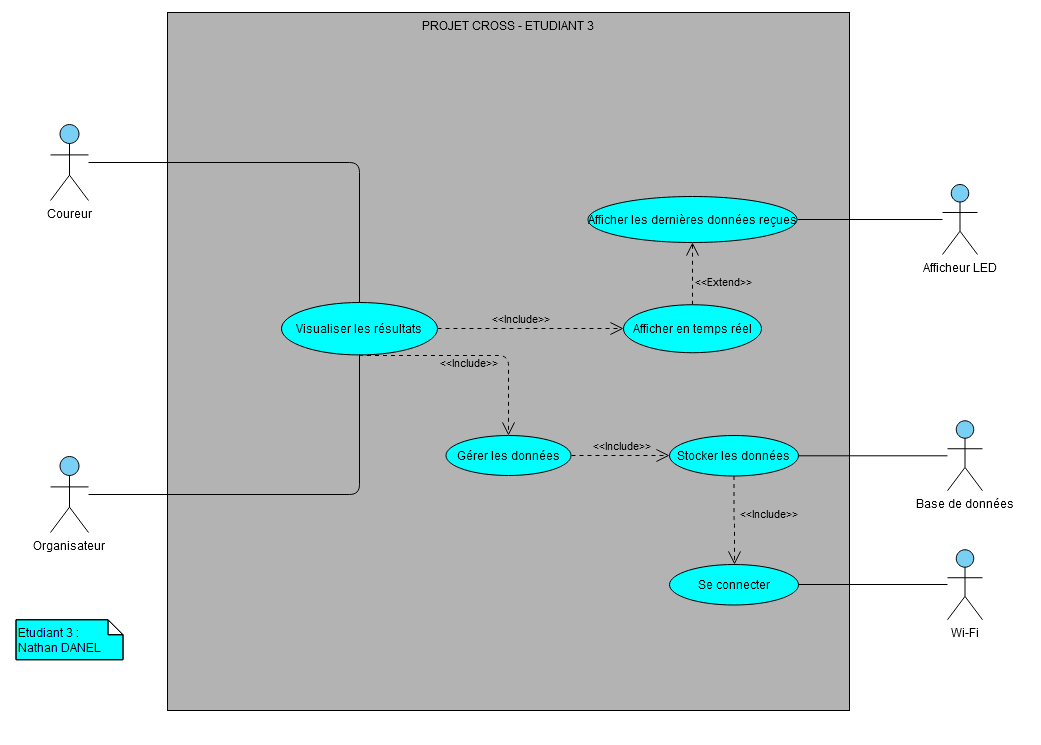 PROJET CROSS - ETUDIANT 3
Coureur
Afficher les dernières données reçues
Afficheur LED
<<Extend>>
<<Include>>
Visualiser les résultats
Afficher en temps réel
<<Include>>
<<Include>>
Gérer les données
Stocker les données
Base de données
Organisateur
<<Include>>
Se connecter
Wi-Fi
Etudiant 3 :
Nathan DANEL